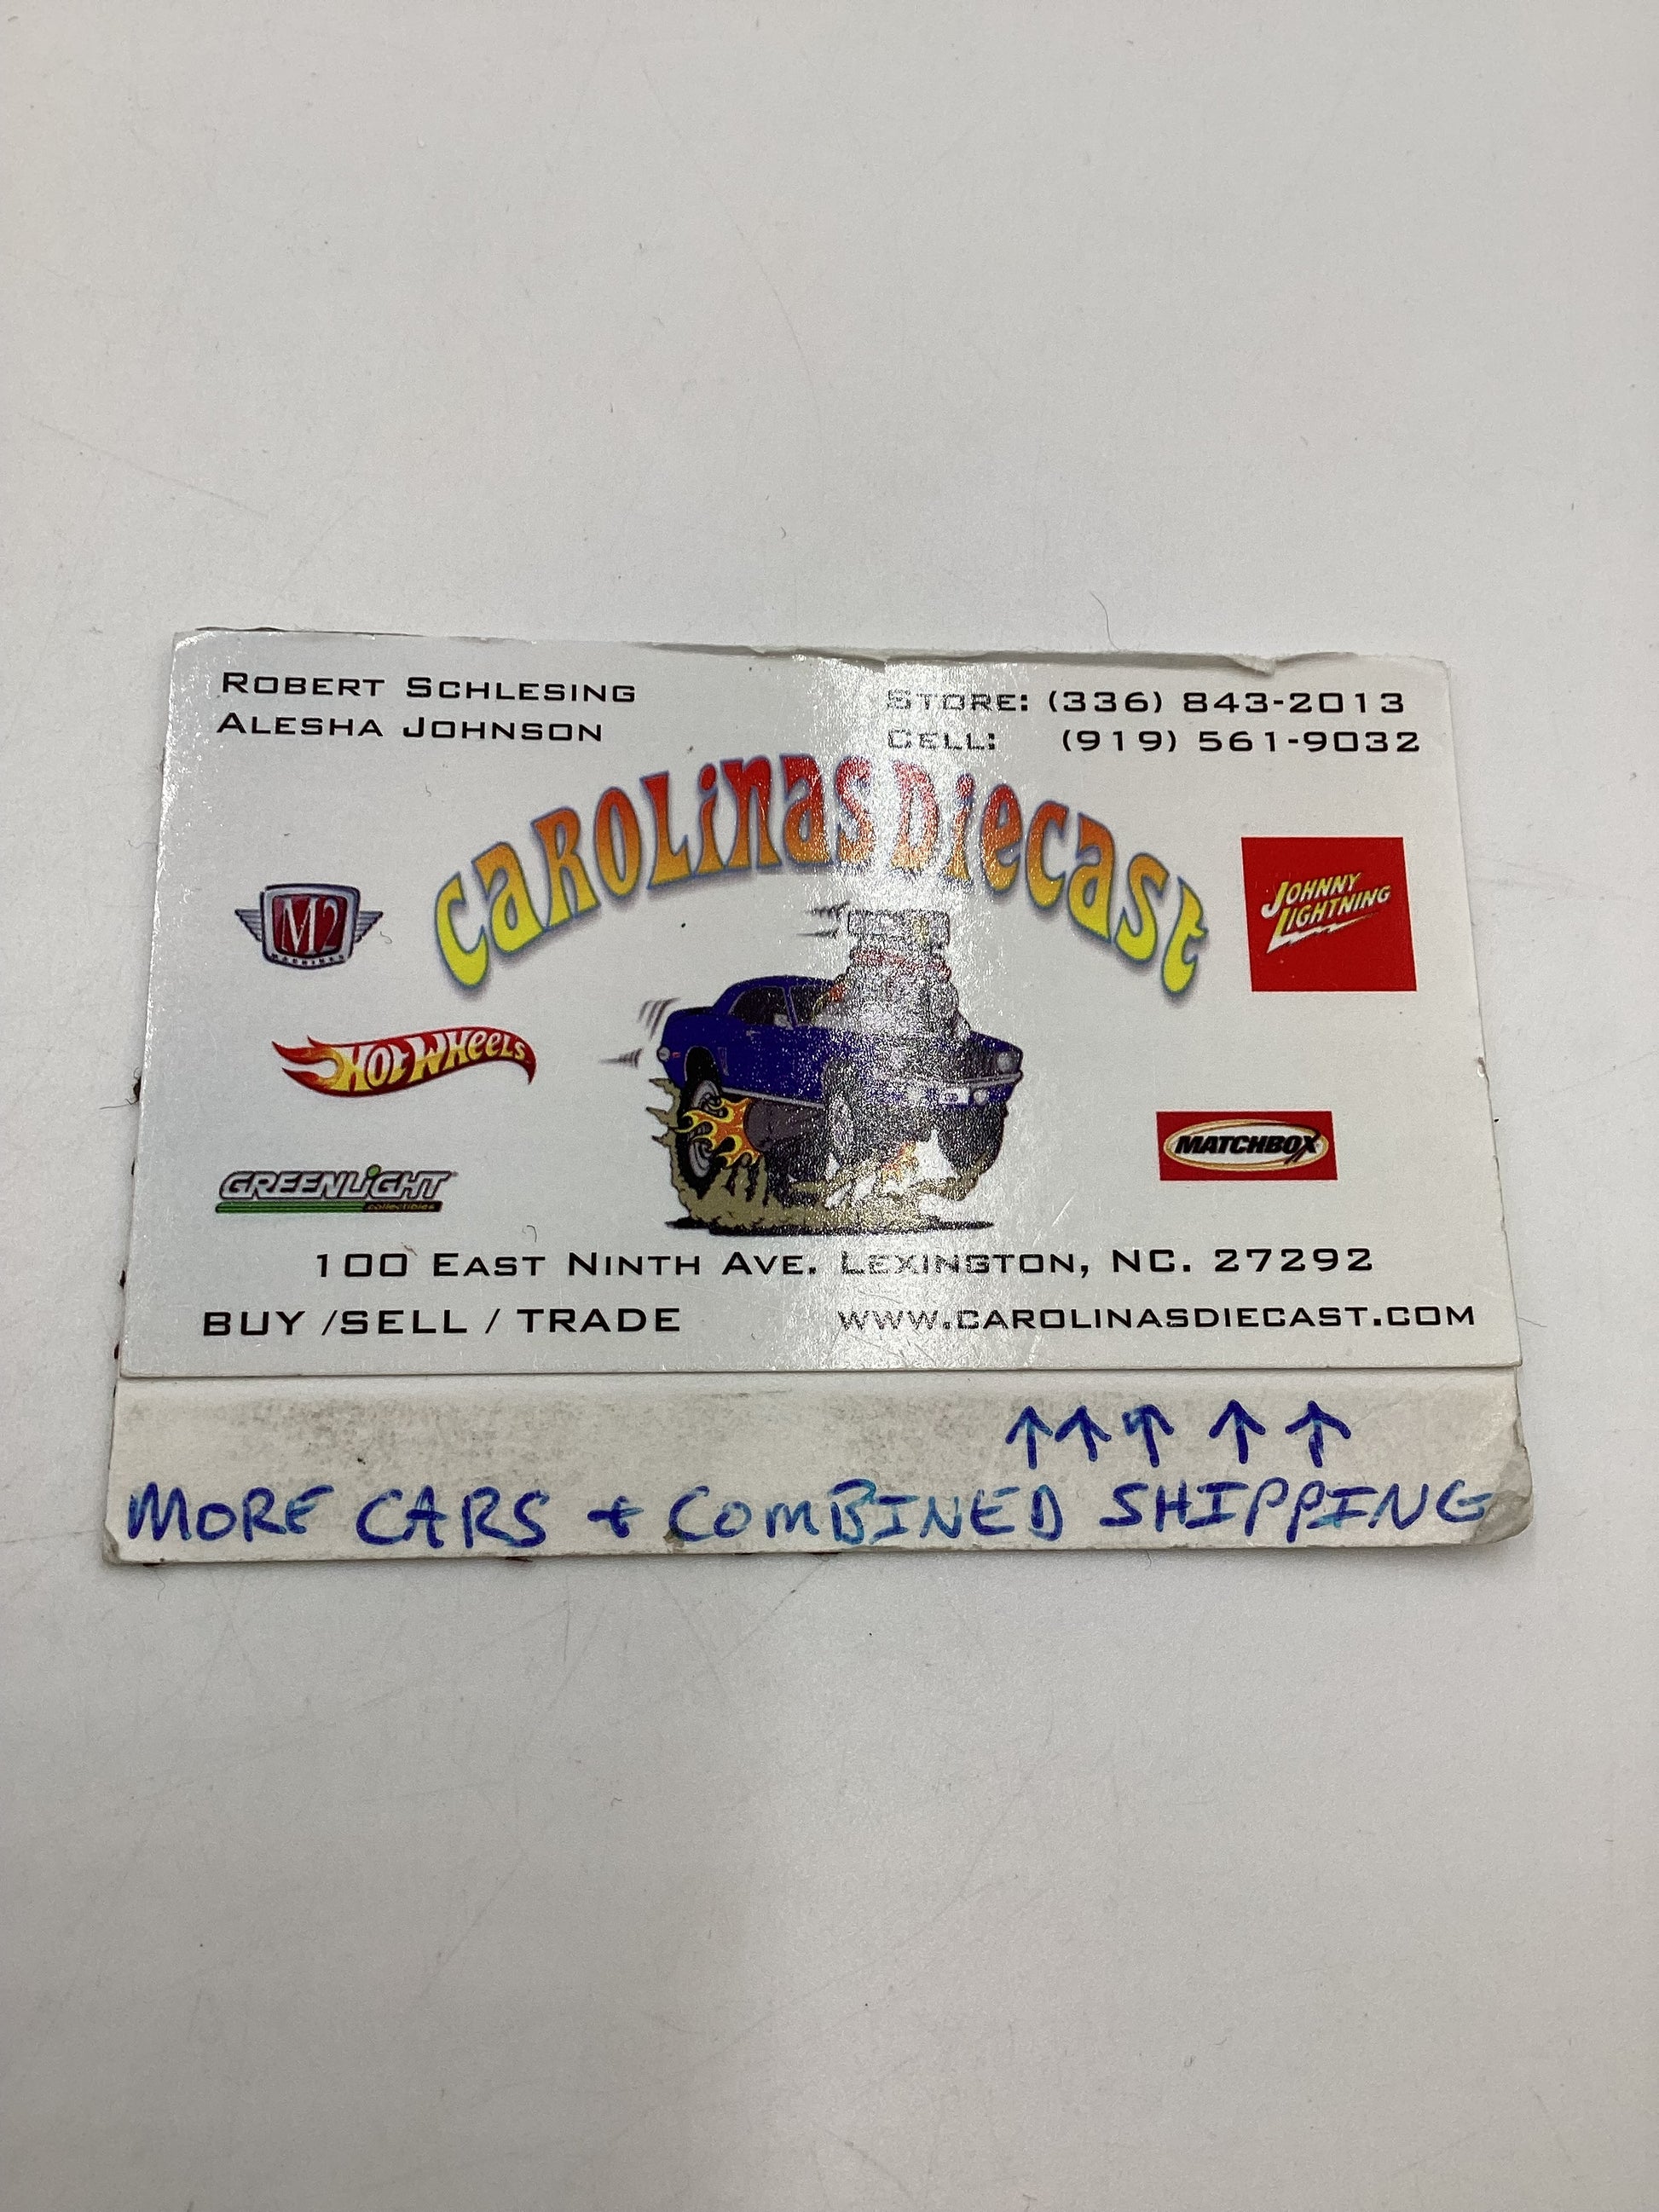 ROBERT SCHLESING
ALESHA JOHNSON
STORE: (336) 843-2013
CELL: (919) 561-9032
CAROLINAS DIECAST
M2
MACHINES
JOHNNY
LIGHTNING
HOT WHEELS
MATCHBOX
GREENLIGHT
collectibles
100 EAST NINTH AVE. LEXINGTON, NC. 27292
BUY /SELL / TRADE
WWW.CAROLINASDIECAST.COM
↑↑↑ ↑ ↑
MORE CARS + COMBINED SHIPPING